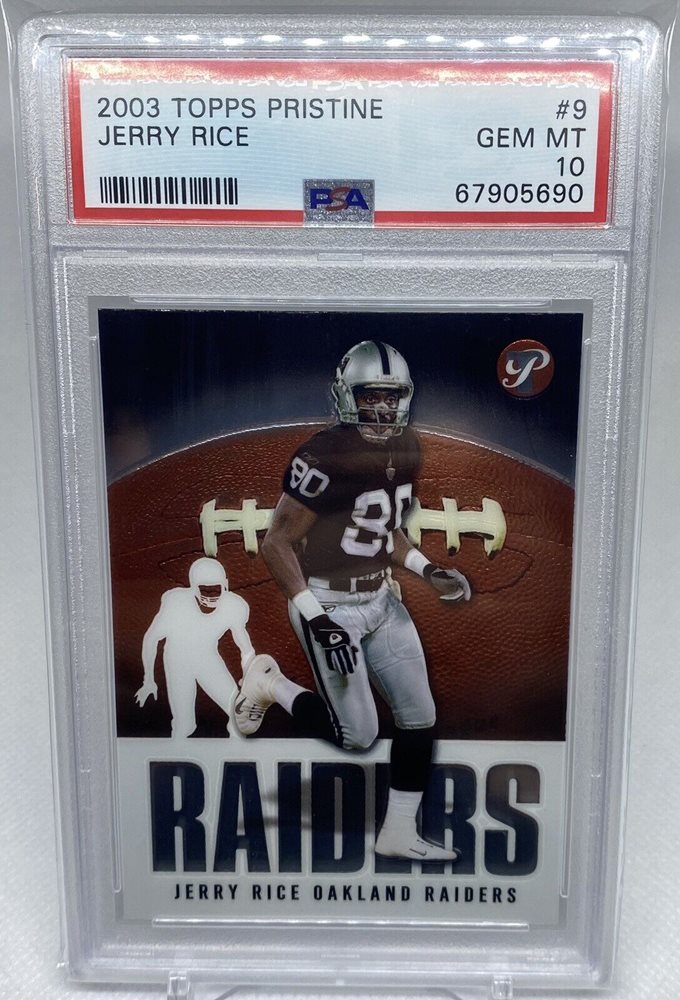 2003 TOPPS PRISTINE #9
JERRY RICE GEM MT
10
PSA 67905690
P
80
80
RAIDERS
JERRY RICE OAKLAND RAIDERS